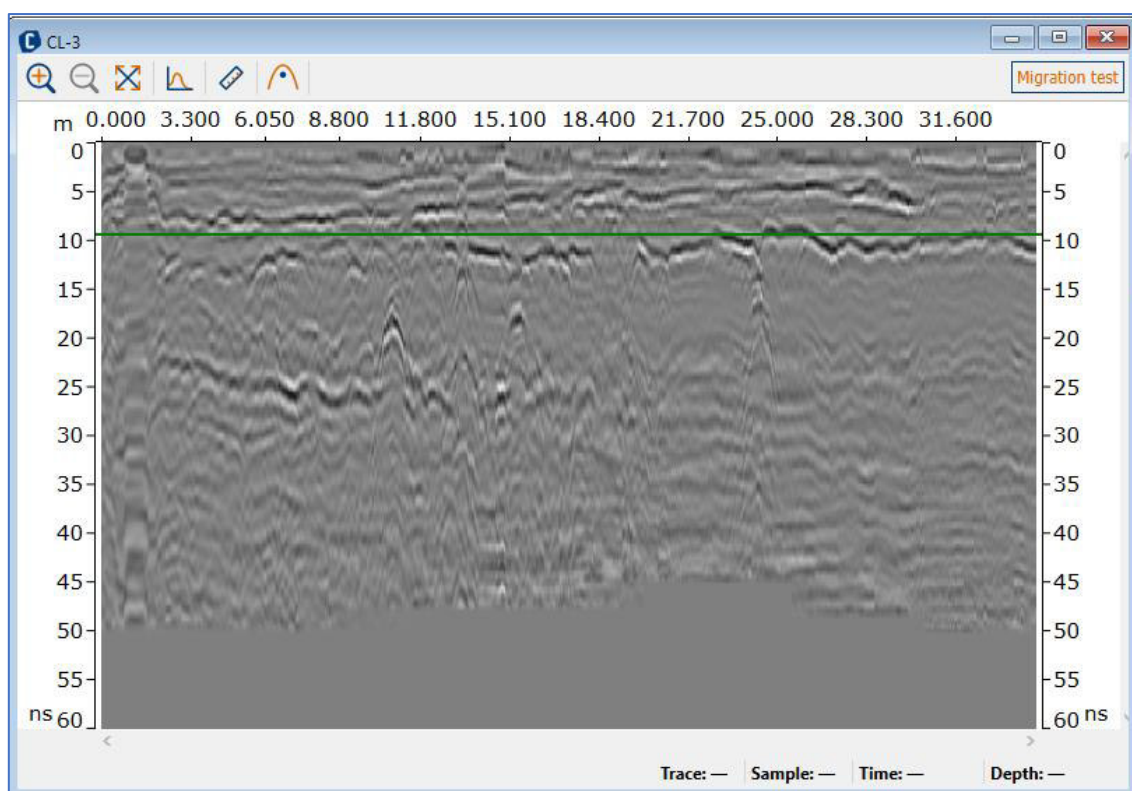 CL-3
Migration test
m 0.000 3.300 6.050 8.800 11.800 15.100 18.400 21.700 25.000 28.300 31.600
0 0
5 5
10 10
15 15
20 20
25 25
30 30
35 35
40 40
45 45
50 50
55 55
ns 60 60 ns
Trace: — Sample: — Time: — Depth: —